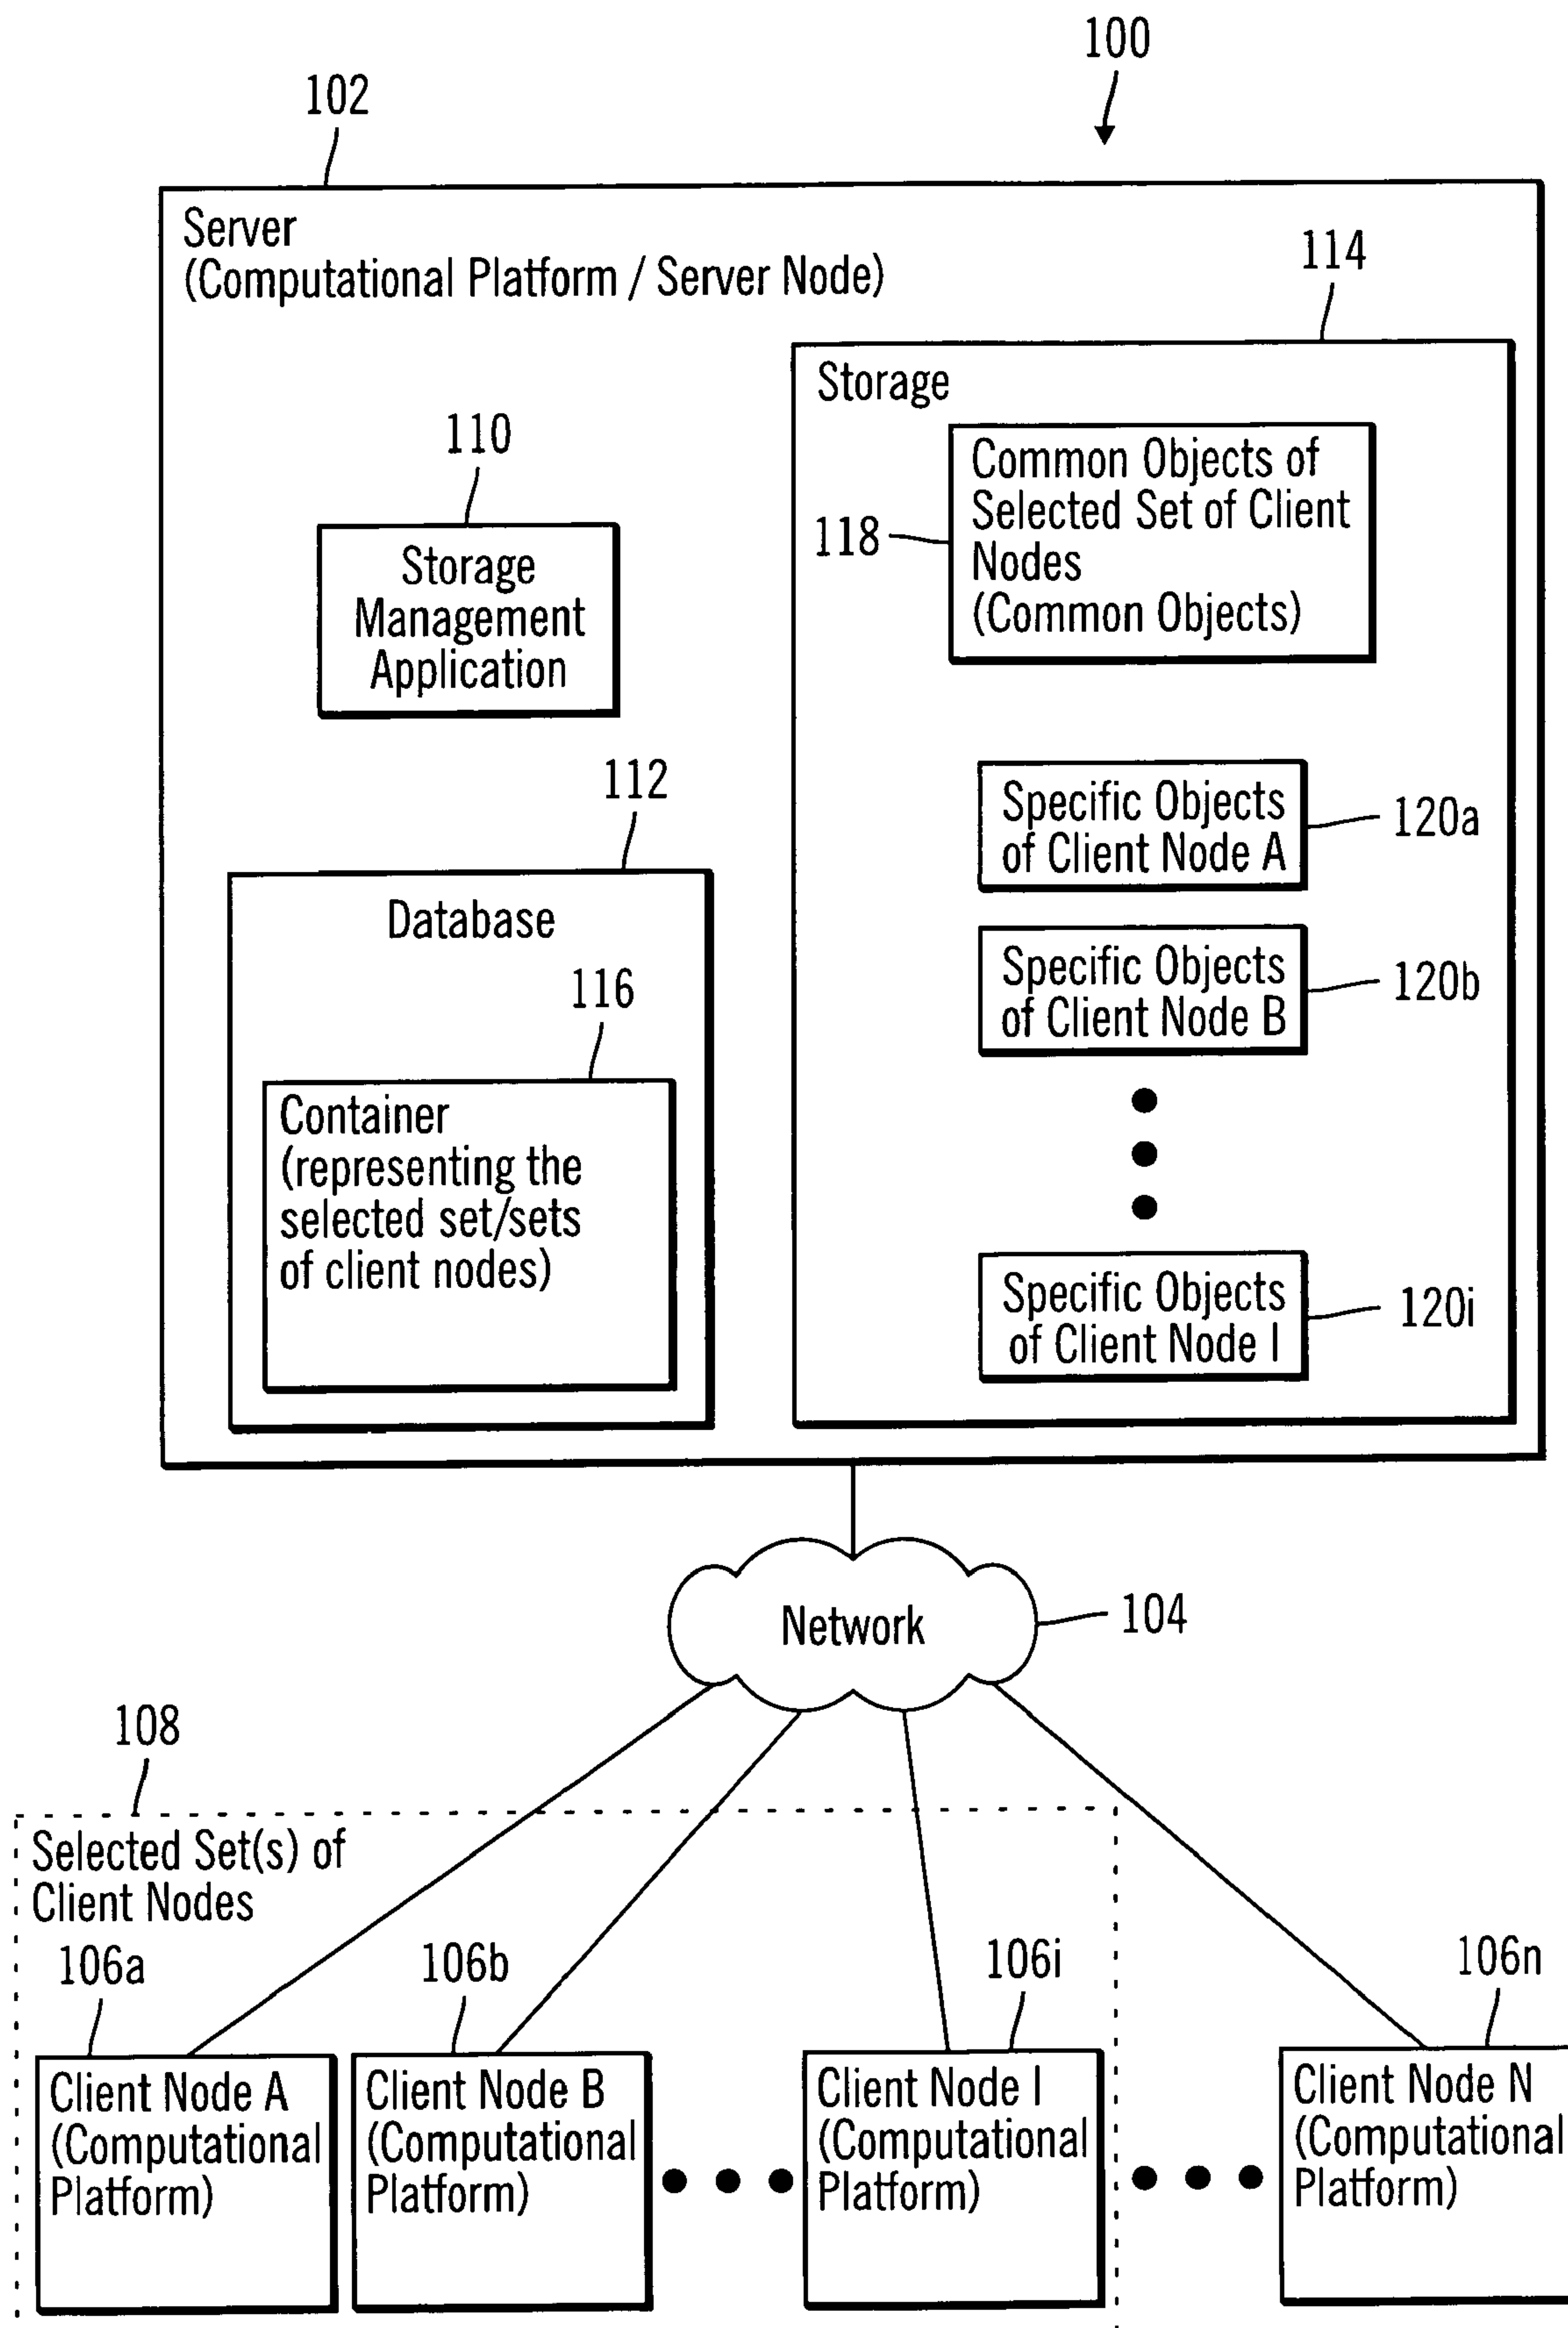 100
102
Server
(Computational Platform / Server Node)
114
Storage
110
Storage
Management
Application
118
Common Objects of
Selected Set of Client
Nodes
(Common Objects)
112
Database
116
Container
(representing the
selected set/sets
of client nodes)
Specific Objects
of Client Node A
120a
Specific Objects
of Client Node B
120b
Specific Objects
of Client Node I
120i
Network
104
108
Selected Set(s) of
Client Nodes
106a
106b
106i
106n
Client Node A
(Computational
Platform)
Client Node B
(Computational
Platform)
Client Node I
(Computational
Platform)
Client Node N
(Computational
Platform)